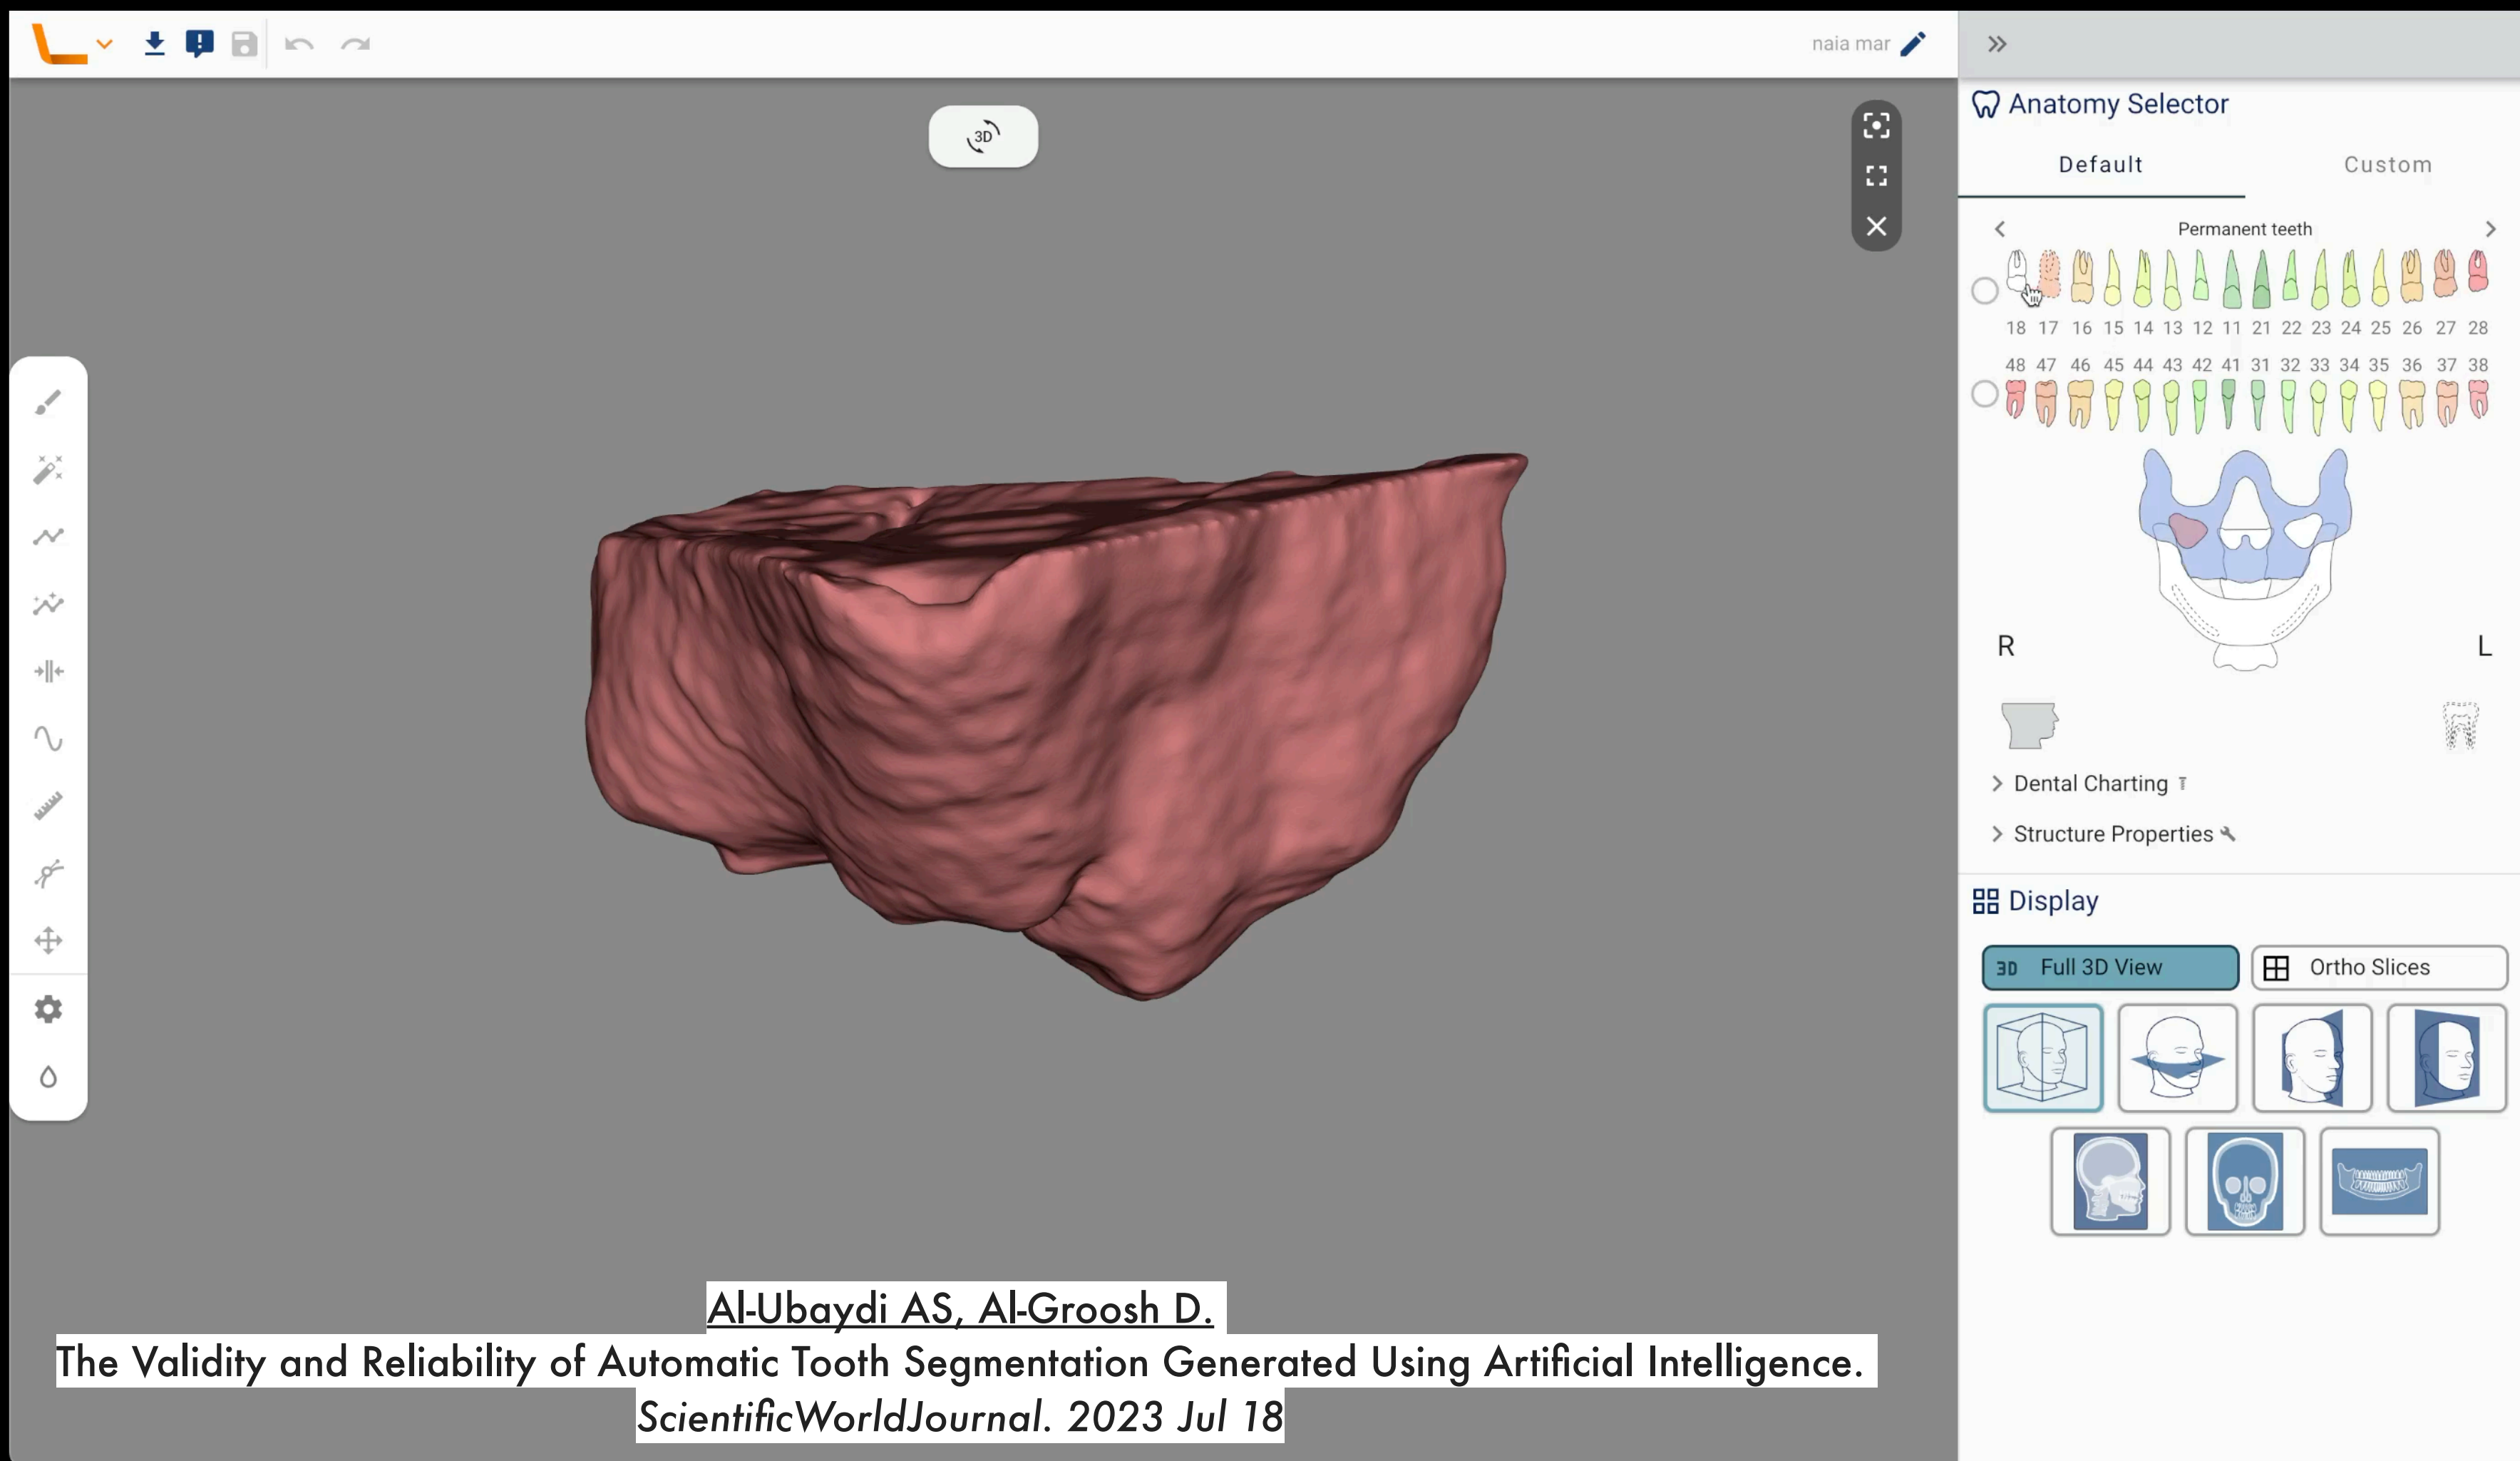 naia mar
3D
Anatomy Selector
Default Custom
Permanent teeth
18 17 16 15 14 13 12 11 21 22 23 24 25 26 27 28
48 47 46 45 44 43 42 41 31 32 33 34 35 36 37 38
R L
Dental Charting
Structure Properties
Display
3D Full 3D View Ortho Slices
Al-Ubaydi AS, Al-Groosh D.
The Validity and Reliability of Automatic Tooth Segmentation Generated Using Artificial Intelligence.
ScientificWorldJournal. 2023 Jul 18